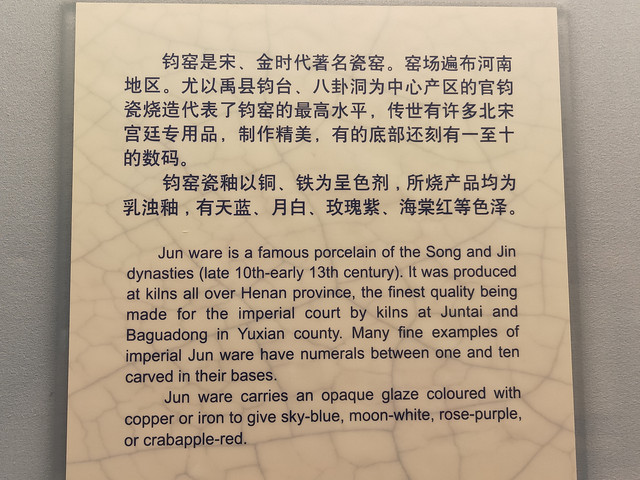 钧窑是宋、金时代著名瓷窑。窑场遍布河南
地区。尤以禹县钧台、八卦洞为中心产区的官钧
瓷烧造代表了钧窑的最高水平，传世有许多北宋
宫廷专用品，制作精美，有的底部还刻有一至十
的数码。
钧窑瓷釉以铜、铁为呈色剂，所烧产品均为
乳浊釉，有天蓝、月白、玫瑰紫、海棠红等色泽。
Jun ware is a famous porcelain of the Song and Jin
dynasties (late 10th-early 13th century). It was produced
at kilns all over Henan province, the finest quality being
made for the imperial court by kilns at Juntai and
Baguadong in Yuxian county. Many fine examples of
imperial Jun ware have numerals between one and ten
carved in their bases.
Jun ware carries an opaque glaze coloured with
copper or iron to give sky-blue, moon-white, rose-purple,
or crabapple-red.